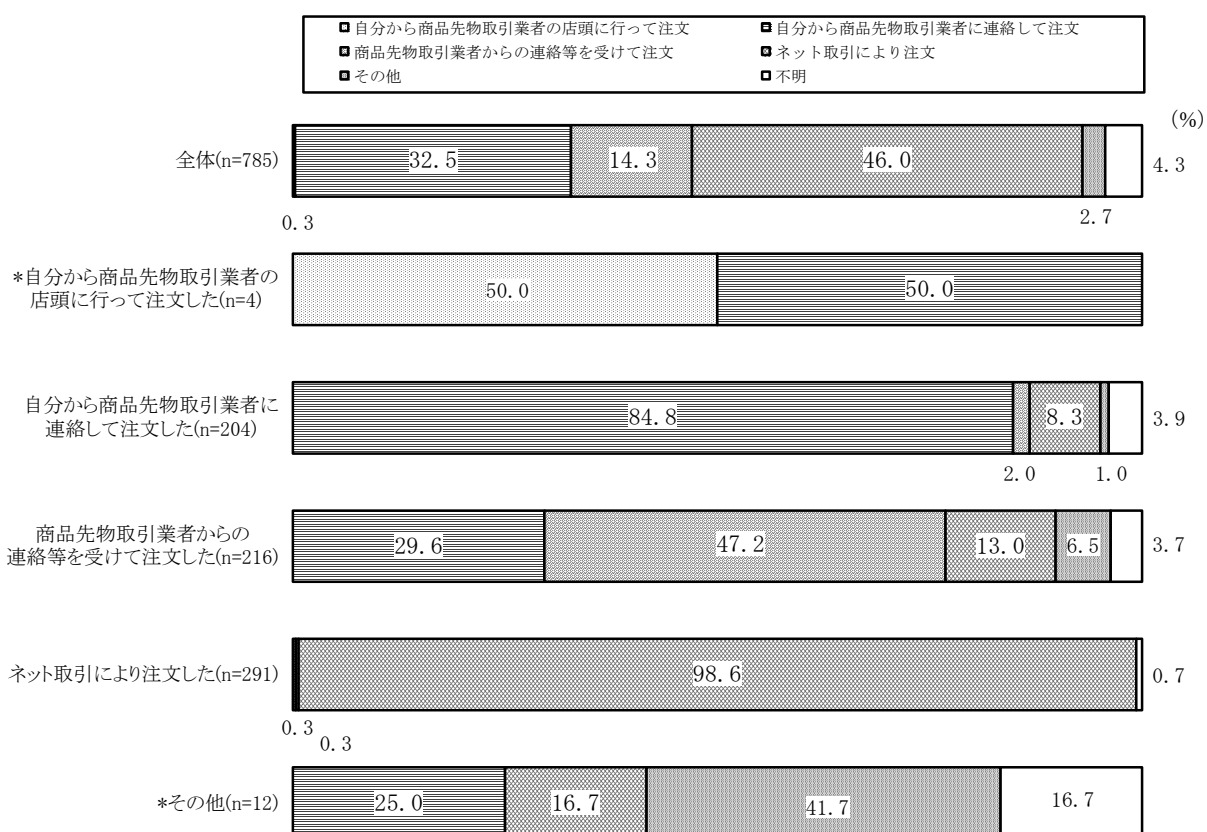 自分から商品先物取引業者の店頭に行って注文 自分から商品先物取引業者に連絡して注文
商品先物取引業者からの連絡等を受けて注文 ネット取引により注文
その他 不明
(%)
全体(n=785) 32.5 14.3 46.0 4.3
0.3 2.7
*自分から商品先物取引業者の
店頭に行って注文した(n=4) 50.0 50.0
自分から商品先物取引業者に
連絡して注文した(n=204) 84.8 8.3 3.9
2.0 1.0
商品先物取引業者からの
連絡等を受けて注文した(n=216) 29.6 47.2 13.0 6.5 3.7
ネット取引により注文した(n=291) 98.6 0.7
0.3
0.3
*その他(n=12) 25.0 16.7 41.7 16.7